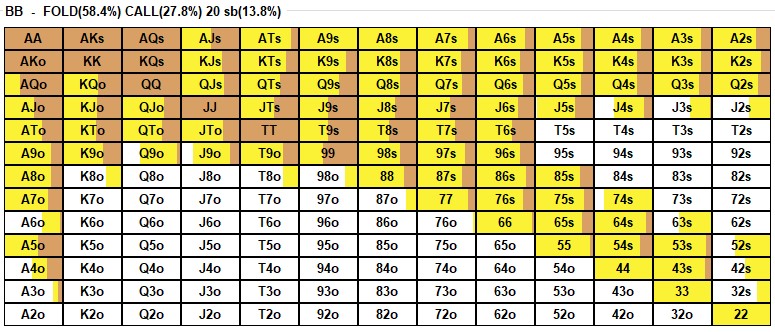 BB - FOLD(58.4%) CALL(27.8%) 20 sb(13.8%)
AA AKs AQs AJs ATs A9s A8s A7s A6s A5s A4s A3s A2s
AKo KK KQs KJs KTs K9s K8s K7s K6s K5s K4s K3s K2s
AQo KQo QQ QJs QTs Q9s Q8s Q7s Q6s Q5s Q4s Q3s Q2s
AJo KJo QJo JJ JTs J9s J8s J7s J6s J5s J4s J3s J2s
ATo KTo QTo JTo TT T9s T8s T7s T6s T5s T4s T3s T2s
A9o K9o Q9o J9o T9o 99 98s 97s 96s 95s 94s 93s 92s
A8o K8o Q8o J8o T8o 98o 88 87s 86s 85s 84s 83s 82s
A7o K7o Q7o J7o T7o 97o 87o 77 76s 75s 74s 73s 72s
A6o K6o Q6o J6o T6o 96o 86o 76o 66 65s 64s 63s 62s
A5o K5o Q5o J5o T5o 95o 85o 75o 65o 55 54s 53s 52s
A4o K4o Q4o J4o T4o 94o 84o 74o 64o 54o 44 43s 42s
A3o K3o Q3o J3o T3o 93o 83o 73o 63o 53o 43o 33 32s
A2o K2o Q2o J2o T2o 92o 82o 72o 62o 52o 42o 32o 22